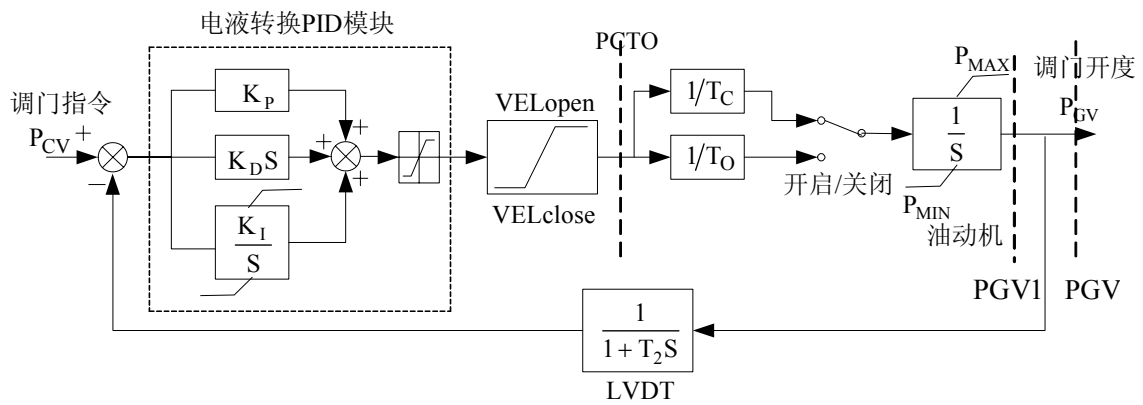 电液转换PID模块
PCTO
P_MAX
调门开度
P_GV
调门指令
P_CV
+
−
K_P
K_D S
K_I
S
+
+
+
VELopen
VELclose
1/T_C
1/T_O
开启/关闭
1
S
P_MIN
油动机
PGV1
PGV
1
1+T_2S
LVDT